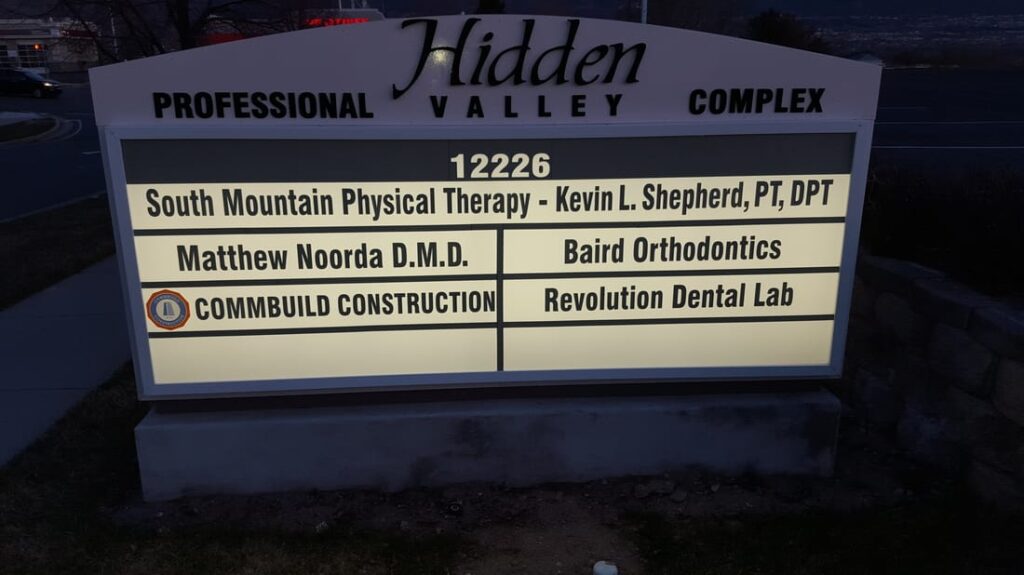 Hidden
PROFESSIONAL VALLEY COMPLEX
12226
South Mountain Physical Therapy - Kevin L. Shepherd, PT, DPT
Matthew Noorda D.M.D.
Baird Orthodontics
COMMBUILD CONSTRUCTION
Revolution Dental Lab